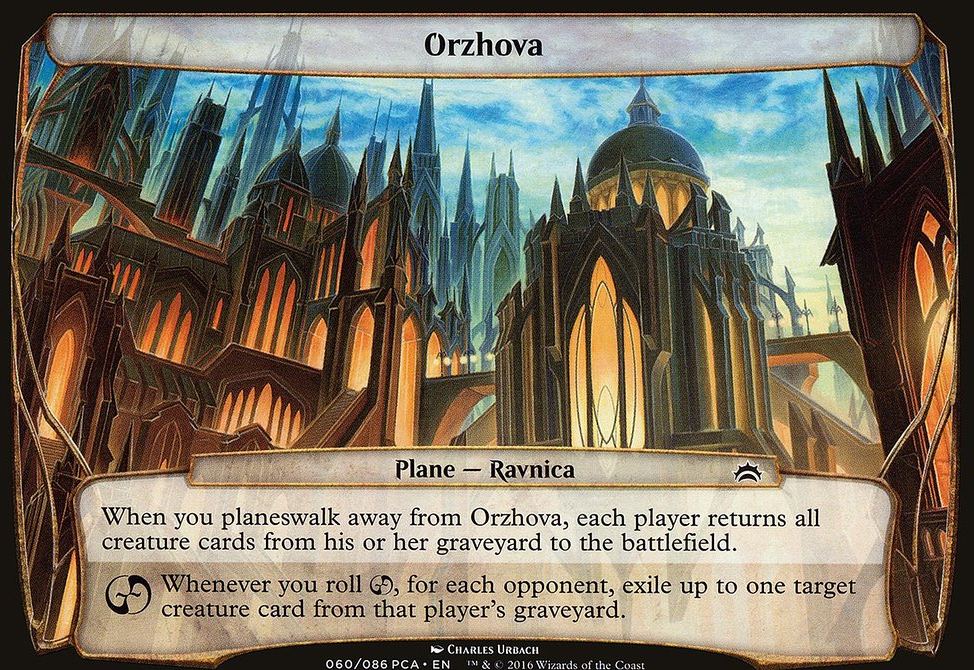 Orzhova
Plane — Ravnica
When you planeswalk away from Orzhova, each player returns all
creature cards from his or her graveyard to the battlefield.
Whenever you roll , for each opponent, exile up to one target
creature card from that player's graveyard.
Charles Urbach
060/086 PCA • EN ™ & © 2016 Wizards of the Coast